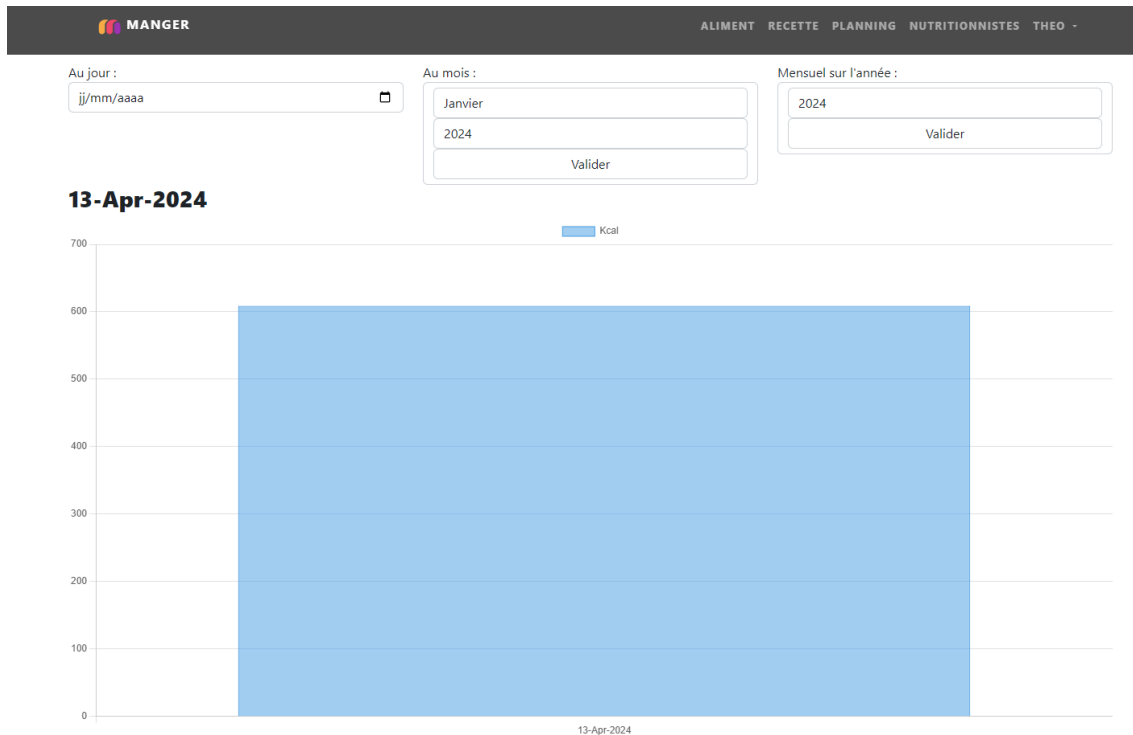 MANGER
ALIMENT RECETTE PLANNING NUTRITIONNISTES THEO
Au jour :
jj/mm/aaaa
Au mois :
Janvier
2024
Valider
Mensuel sur l'année :
2024
Valider
13-Apr-2024
Kcal
700
600
500
400
300
200
100
0
13-Apr-2024